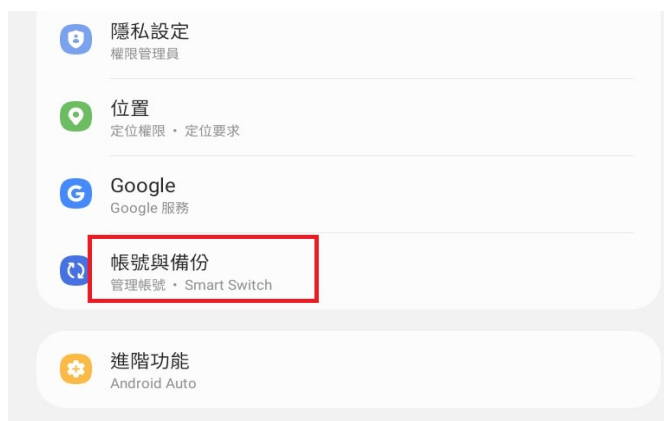 隱私設定
權限管理員
位置
定位權限 • 定位要求
Google
Google 服務
帳號與備份
管理帳號 • Smart Switch
進階功能
Android Auto